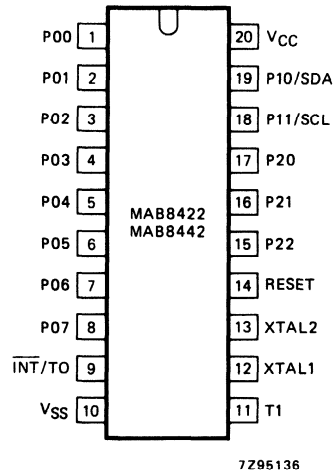 P00 1 20 VCC
P01 2 19 P10/SDA
P02 3 18 P11/SCL
P03 4 17 P20
P04 5 16 P21
MAB8422
MAB8442
P05 6 15 P22
P06 7 14 RESET
P07 8 13 XTAL2
INT/TO 9 12 XTAL1
VSS 10 11 T1
7Z95136